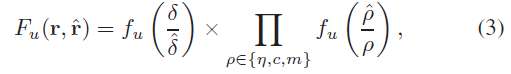 F_u(r, r̂) = f_u (δ / δ̂) × ∏_{ρ∈{η,c,m}} f_u (ρ̂ / ρ) , (3)